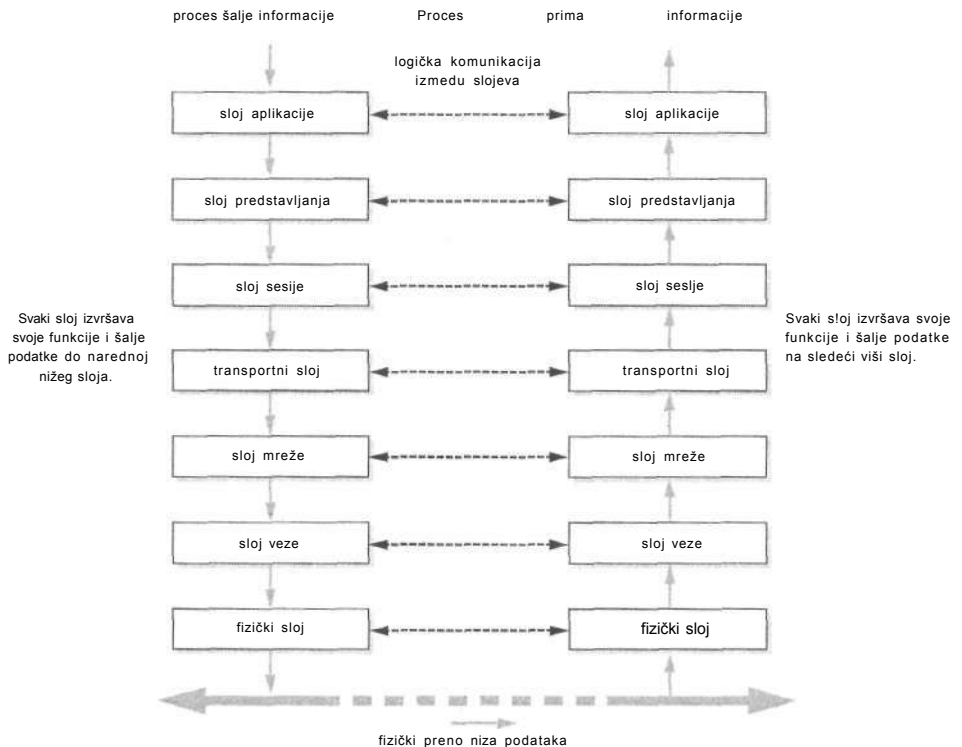 proces šalje informacije
Proces prima informacije
logička komunikacija
izmedu slojeva
sloj aplikacije
sloj aplikacije
sloj predstavljanja
sloj predstavljanja
sloj sesije
sloj seslje
Svaki sloj izvršava
svoje funkcije i šalje
podatke do narednoj
nižeg sloja.
Svaki s!oj izvršava svoje
funkcije i šalje podatke
na sledeći viši sloj.
transportni sloj
transportni sloj
sloj mreže
sloj mreže
sloj veze
sloj veze
fizički sloj
fizički sloj
fizički preno niza podataka